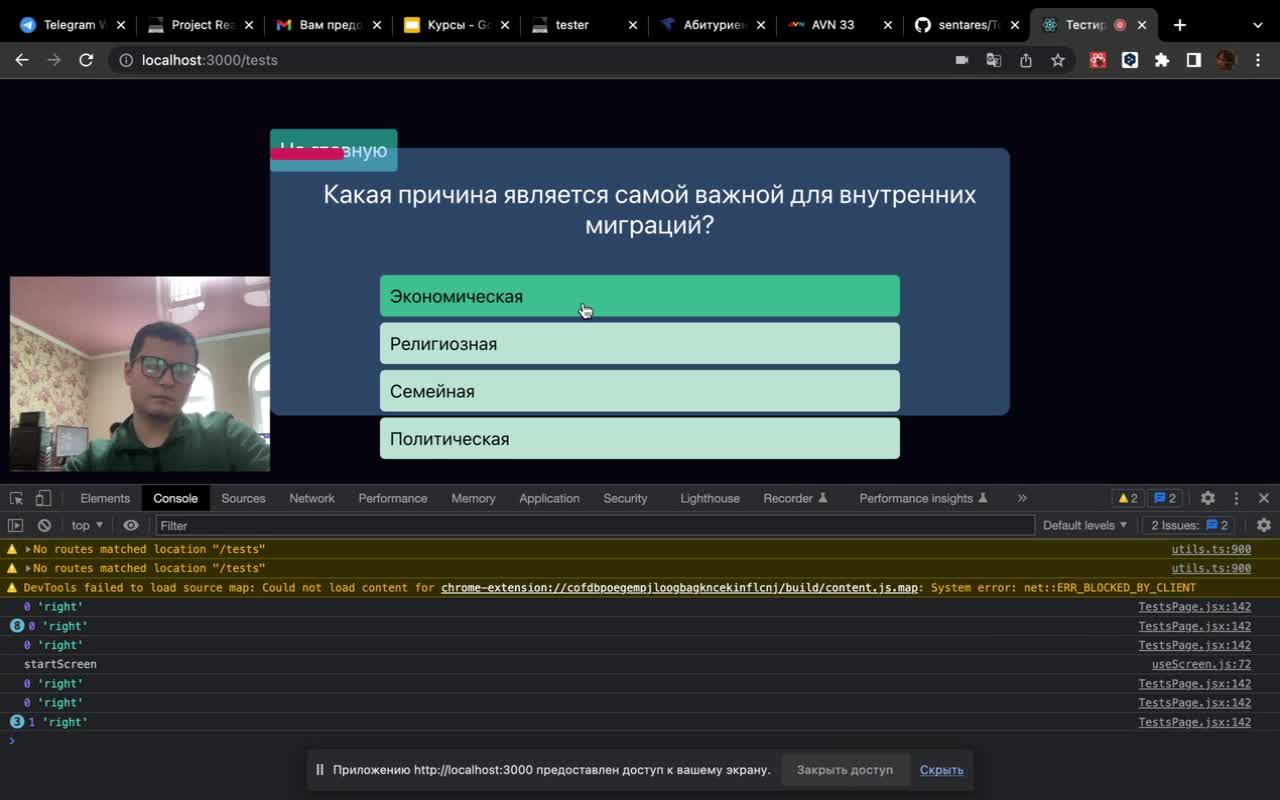 Telegram W
Project Rea
Вам предо
Курсы - Go
tester
Абитуриен
AVN 33
sentares/To
Тестир
localhost:3000/tests
На главную
Какая причина является самой важной для внутренних
миграций?
Экономическая
Религиозная
Семейная
Политическая
Elements
Console
Sources
Network
Performance
Memory
Application
Security
Lighthouse
Recorder
Performance insights
»
2
2
top
Filter
Default levels
2 Issues: 2
No routes matched location "/tests" utils.ts:900
No routes matched location "/tests" utils.ts:900
DevTools failed to load source map: Could not load content for chrome-extension://cofdbpoegempjloogbagkncekinflcnj/build/content.js.map: System error: net::ERR_BLOCKED_BY_CLIENT
0 'right' TestsPage.jsx:142
8 0 'right' TestsPage.jsx:142
0 'right' TestsPage.jsx:142
startScreen useScreen.js:72
0 'right' TestsPage.jsx:142
0 'right' TestsPage.jsx:142
3 1 'right' TestsPage.jsx:142
>
Приложению http://localhost:3000 предоставлен доступ к вашему экрану.
Закрыть доступ
Скрыть